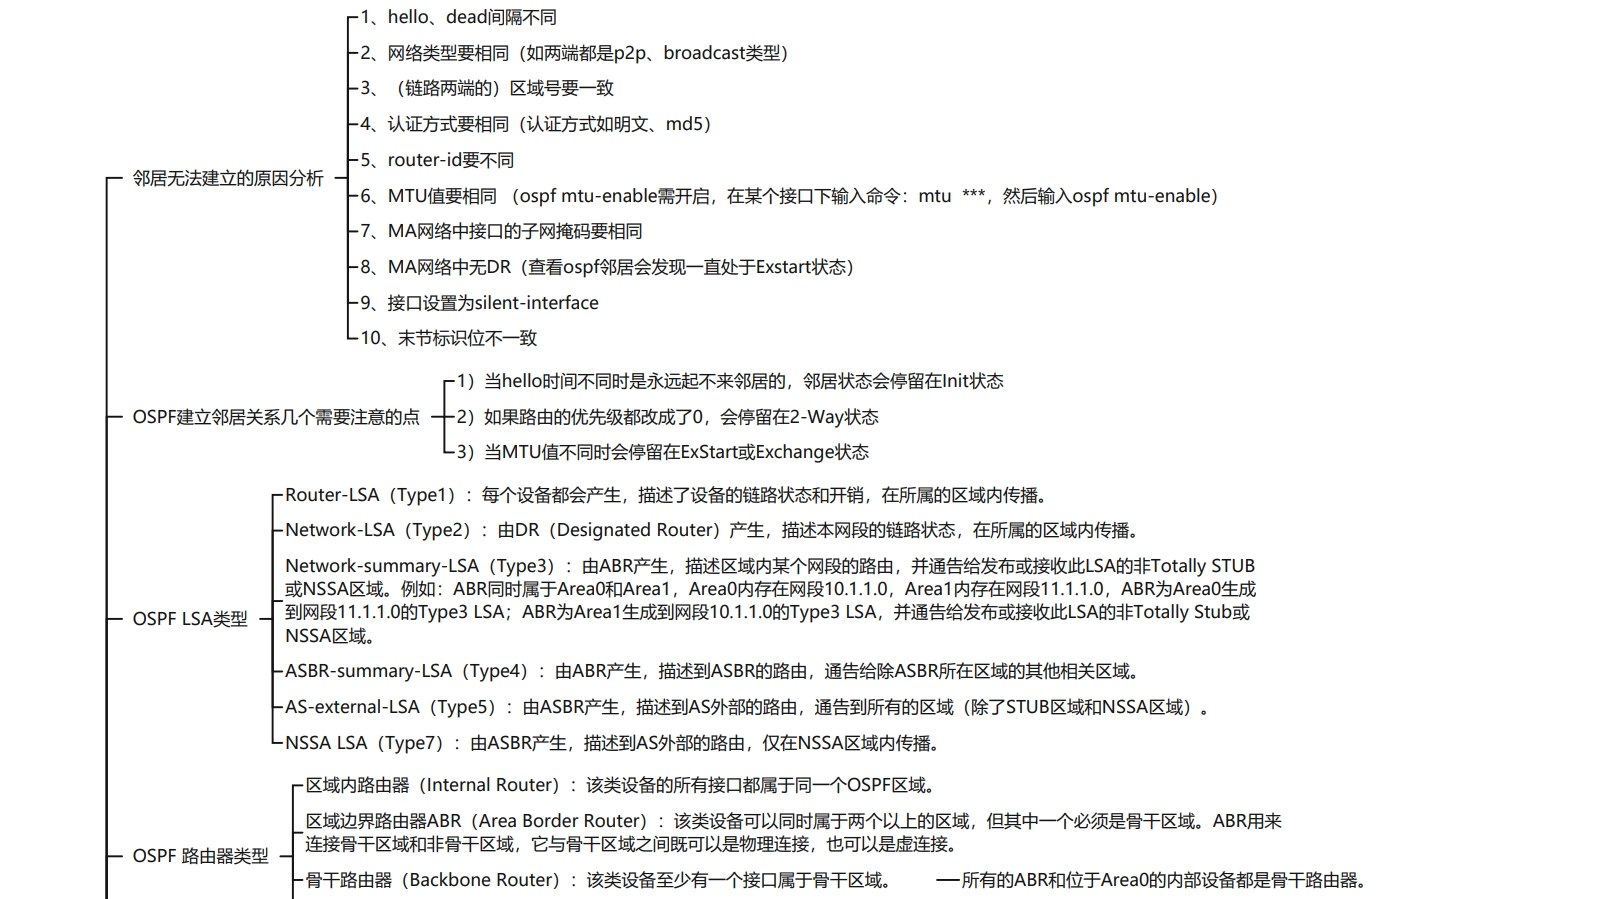 邻居无法建立的原因分析
1、hello、dead间隔不同
2、网络类型要相同（如两端都是p2p、broadcast类型）
3、（链路两端的）区域号要一致
4、认证方式要相同（认证方式如明文、md5）
5、router-id要不同
6、MTU值要相同 （ospf mtu-enable需开启，在某个接口下输入命令：mtu ***，然后输入ospf mtu-enable）
7、MA网络中接口的子网掩码要相同
8、MA网络中无DR（查看ospf邻居会发现一直处于Exstart状态）
9、接口设置为silent-interface
10、末节标识位不一致
OSPF建立邻居关系几个需要注意的点
1）当hello时间不同时是永远起不来邻居的，邻居状态会停留在Init状态
2）如果路由的优先级都改成了0，会停留在2-Way状态
3）当MTU值不同时会停留在ExStart或Exchange状态
OSPF LSA类型
Router-LSA（Type1）：每个设备都会产生，描述了设备的链路状态和开销，在所属的区域内传播。
Network-LSA（Type2）：由DR（Designated Router）产生，描述本网段的链路状态，在所属的区域内传播。
Network-summary-LSA（Type3）：由ABR产生，描述区域内某个网段的路由，并通告给发布或接收此LSA的非Totally STUB
或NSSA区域。例如：ABR同时属于Area0和Area1，Area0内存在网段10.1.1.0，Area1内存在网段11.1.1.0，ABR为Area0生成
到网段11.1.1.0的Type3 LSA；ABR为Area1生成到网段10.1.1.0的Type3 LSA，并通告给发布或接收此LSA的非Totally Stub或
NSSA区域。
ASBR-summary-LSA（Type4）：由ABR产生，描述到ASBR的路由，通告给除ASBR所在区域的其他相关区域。
AS-external-LSA（Type5）：由ASBR产生，描述到AS外部的路由，通告到所有的区域（除了STUB区域和NSSA区域）。
NSSA LSA（Type7）：由ASBR产生，描述到AS外部的路由，仅在NSSA区域内传播。
OSPF 路由器类型
区域内路由器（Internal Router）：该类设备的所有接口都属于同一个OSPF区域。
区域边界路由器ABR（Area Border Router）：该类设备可以同时属于两个以上的区域，但其中一个必须是骨干区域。ABR用来
连接骨干区域和非骨干区域，它与骨干区域之间既可以是物理连接，也可以是虚连接。
骨干路由器（Backbone Router）：该类设备至少有一个接口属于骨干区域。
所有的ABR和位于Area0的内部设备都是骨干路由器。